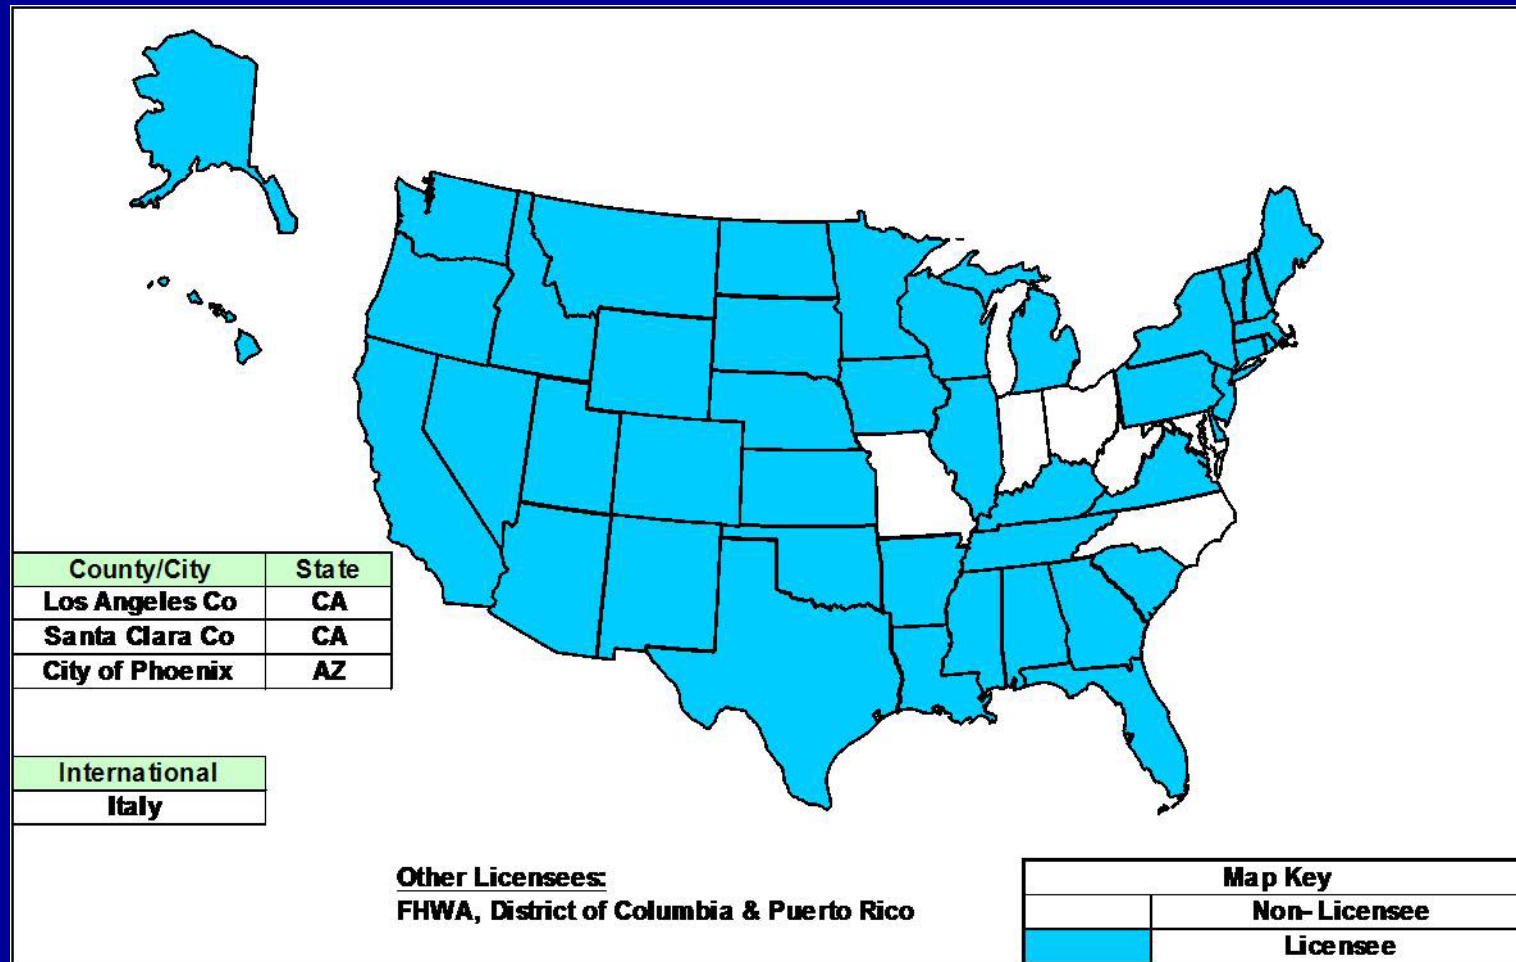 County/City State
Los Angeles Co CA
Santa Clara Co CA
City of Phoenix AZ
International
Italy
Other Licensees:
FHWA, District of Columbia & Puerto Rico
Map Key
Non-Licensee
Licensee